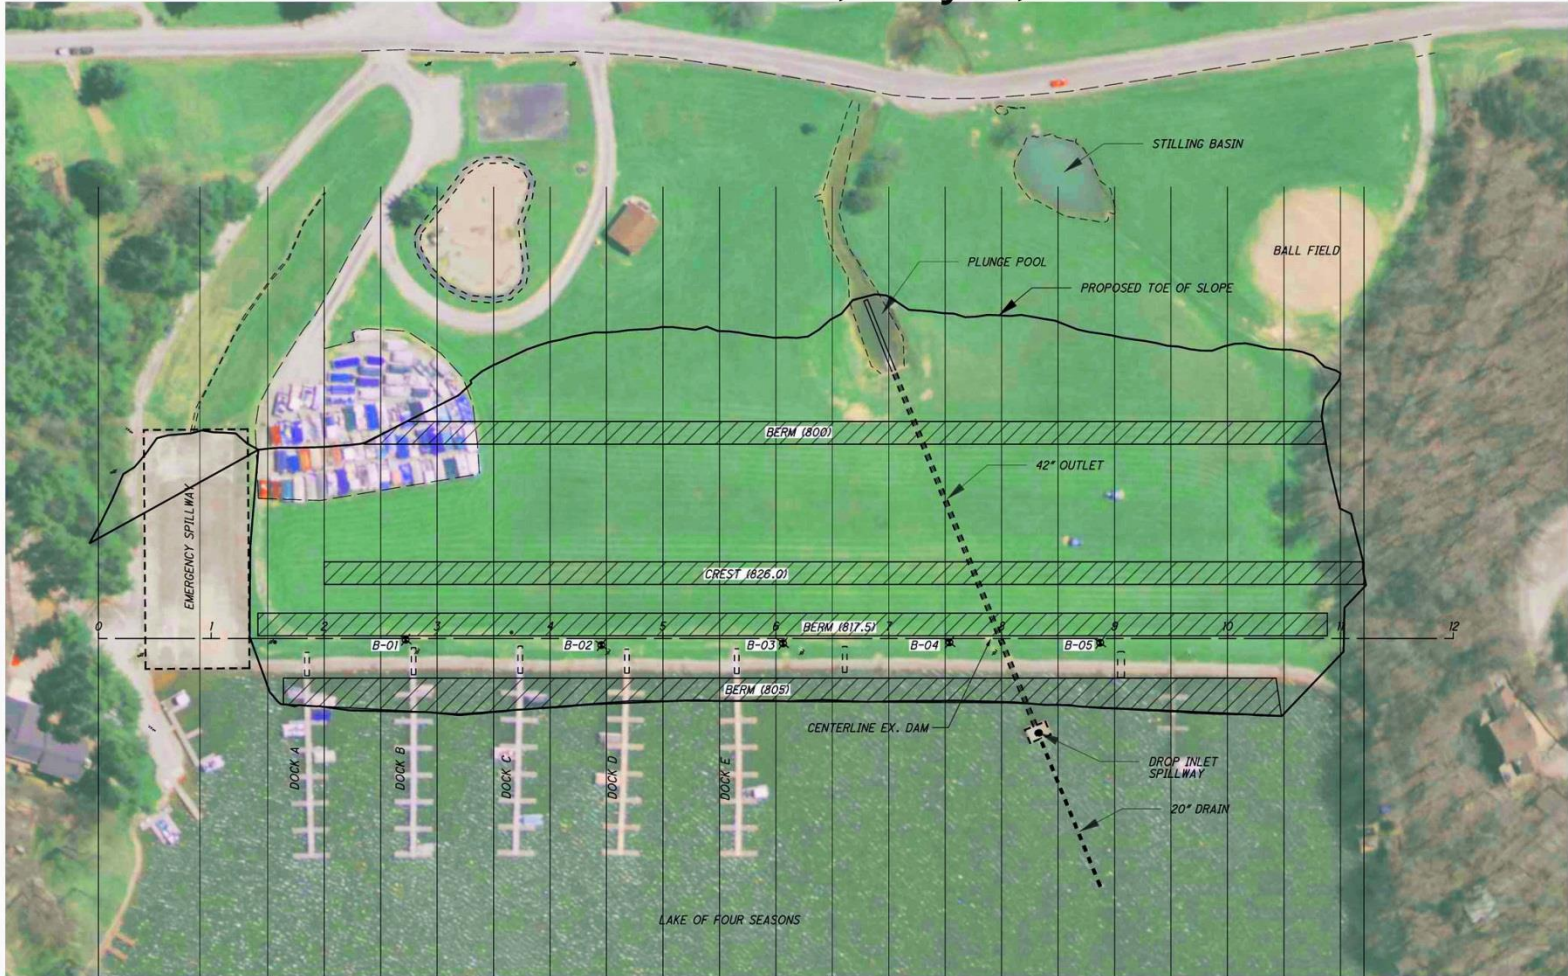 STILLING BASIN
BALL FIELD
PLUNGE POOL
PROPOSED TOE OF SLOPE
BERM (800)
42" OUTLET
EMERGENCY SPILLWAY
CREST (826.0)
BERM (817.5)
0 1 2 3 4 5 6 7 8 9 10 11 12
B-01 B-02 B-03 B-04 B-05
BERM (805)
CENTERLINE EX. DAM
DOCK A
DOCK B
DOCK C
DOCK D
DOCK E
DROP INLET
SPILLWAY
20" DRAIN
LAKE OF FOUR SEASONS